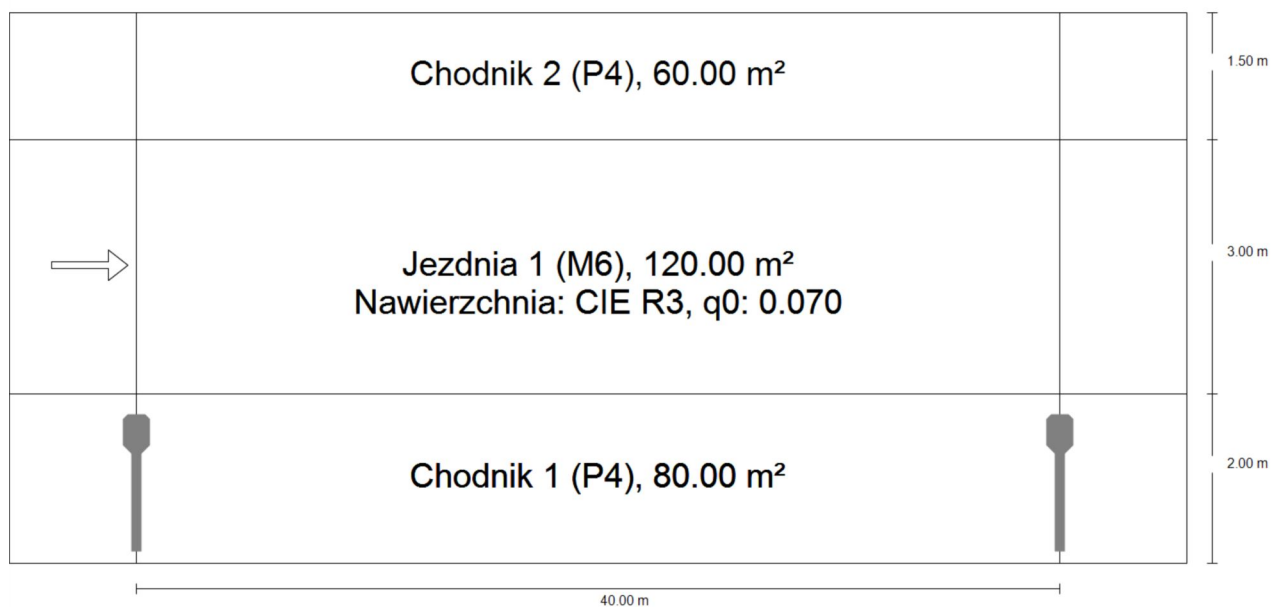 Chodnik 2 (P4), 60.00 m²
1.50 m
Jezdnia 1 (M6), 120.00 m²
Nawierzchnia: CIE R3, q0: 0.070
3.00 m
Chodnik 1 (P4), 80.00 m²
2.00 m
40.00 m